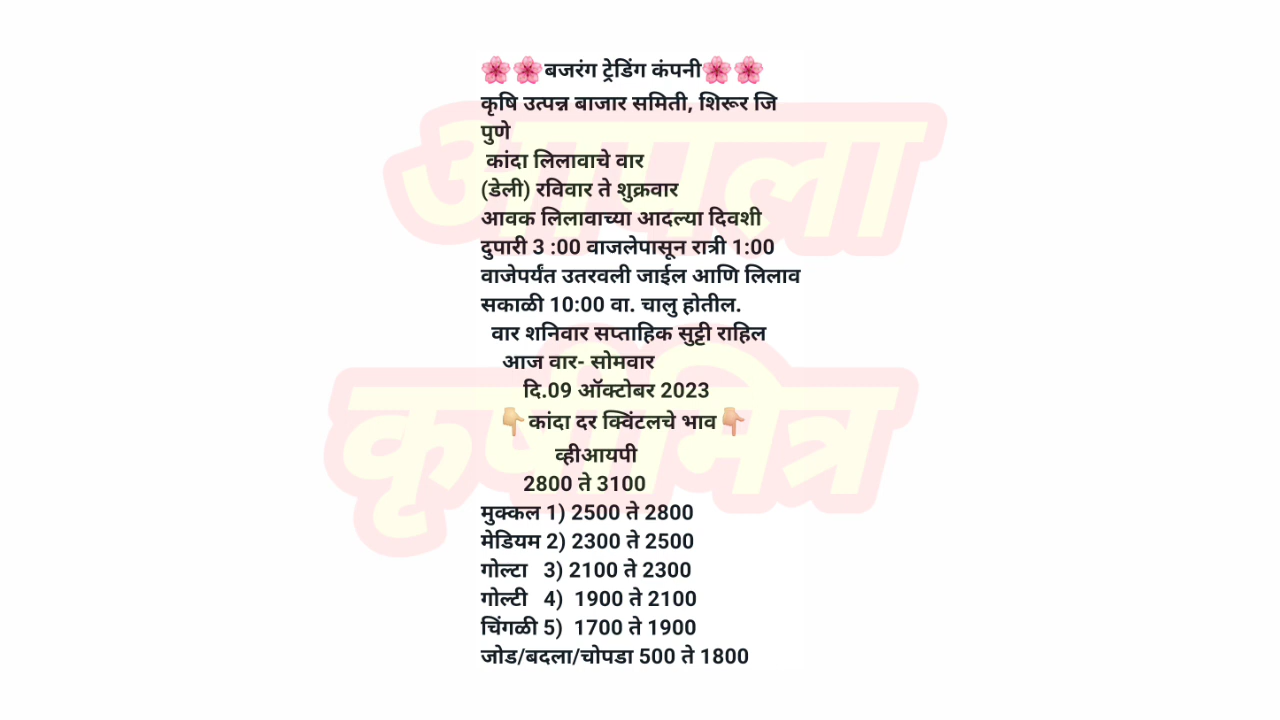 🌸🌸बजरंग ट्रेडिंग कंपनी🌸🌸
कृषि उत्पन्न बाजार समिती, शिरूर जि
पुणे
कांदा लिलावाचे वार
(डेली) रविवार ते शुक्रवार
आवक लिलावाच्या आदल्या दिवशी
दुपारी 3 :00 वाजलेपासून रात्री 1:00
वाजेपर्यंत उतरवली जाईल आणि लिलाव
सकाळी 10:00 वा. चालु होतील.
वार शनिवार सप्ताहिक सुट्टी राहिल
आज वार- सोमवार
दि.09 ऑक्टोबर 2023
👇🏼कांदा दर क्विंटलचे भाव👇🏼
व्हीआयपी
2800 ते 3100
मुक्कल 1) 2500 ते 2800
मेडियम 2) 2300 ते 2500
गोल्टा 3) 2100 ते 2300
गोल्टी 4) 1900 ते 2100
चिंगळी 5) 1700 ते 1900
जोड/बदला/चोपडा 500 ते 1800
आपला
कृषीमित्र